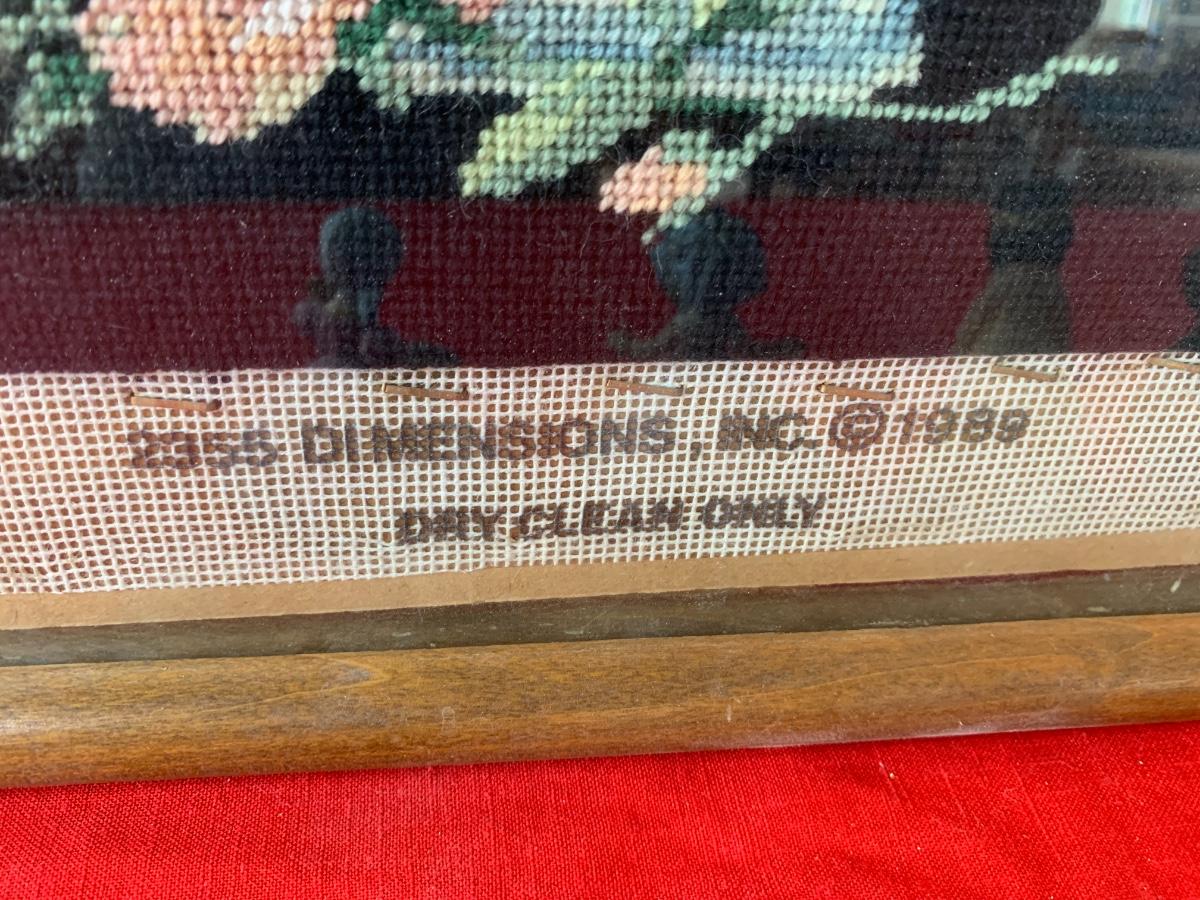 2355 DIMENSIONS, INC. © 1989
DRY CLEAN ONLY